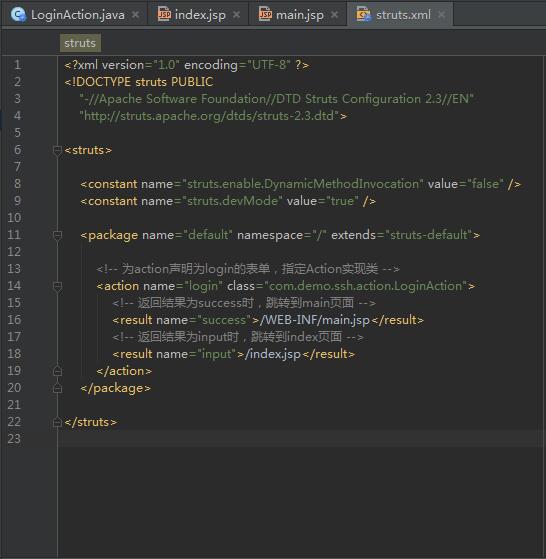 LoginAction.java index.jsp main.jsp struts.xml
struts
1 <?xml version="1.0" encoding="UTF-8" ?>
2 <!DOCTYPE struts PUBLIC
3 "-//Apache Software Foundation//DTD Struts Configuration 2.3//EN"
4 "http://struts.apache.org/dtds/struts-2.3.dtd">
5
6 <struts>
7
8 <constant name="struts.enable.DynamicMethodInvocation" value="false" />
9 <constant name="struts.devMode" value="true" />
10
11 <package name="default" namespace="/" extends="struts-default">
12
13 <!-- 为action声明为login的表单，指定Action实现类 -->
14 <action name="login" class="com.demo.ssh.action.LoginAction">
15 <!-- 返回结果为success时，跳转到main页面 -->
16 <result name="success">/WEB-INF/main.jsp</result>
17 <!-- 返回结果为input时，跳转到index页面 -->
18 <result name="input">/index.jsp</result>
19 </action>
20 </package>
21
22 </struts>
23